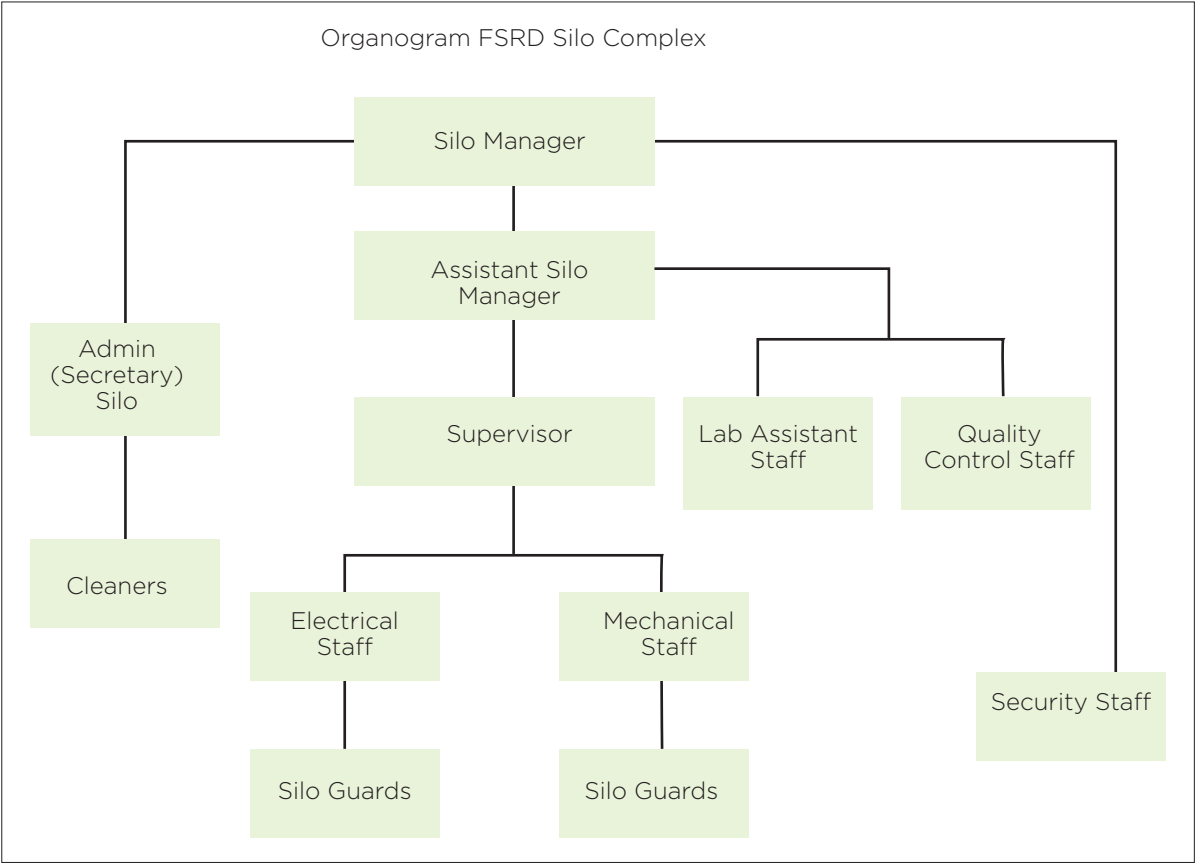 Organogram FSRD Silo Complex
Silo Manager
Assistant Silo
Manager
Admin
(Secretary)
Silo
Supervisor
Lab Assistant
Staff
Quality
Control Staff
Cleaners
Electrical
Staff
Mechanical
Staff
Security Staff
Silo Guards
Silo Guards